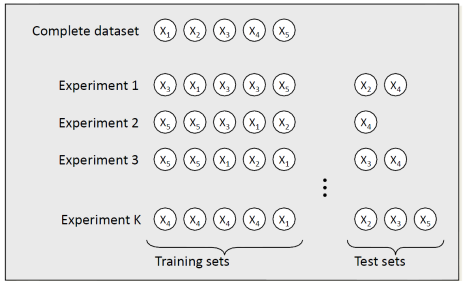 Complete dataset X1 X2 X3 X4 X5
Experiment 1 X3 X1 X3 X3 X5 X2 X4
Experiment 2 X5 X5 X3 X1 X2 X4
Experiment 3 X5 X5 X1 X2 X1 X3 X4
Experiment K X4 X4 X4 X4 X1 X2 X3 X5
Training sets Test sets